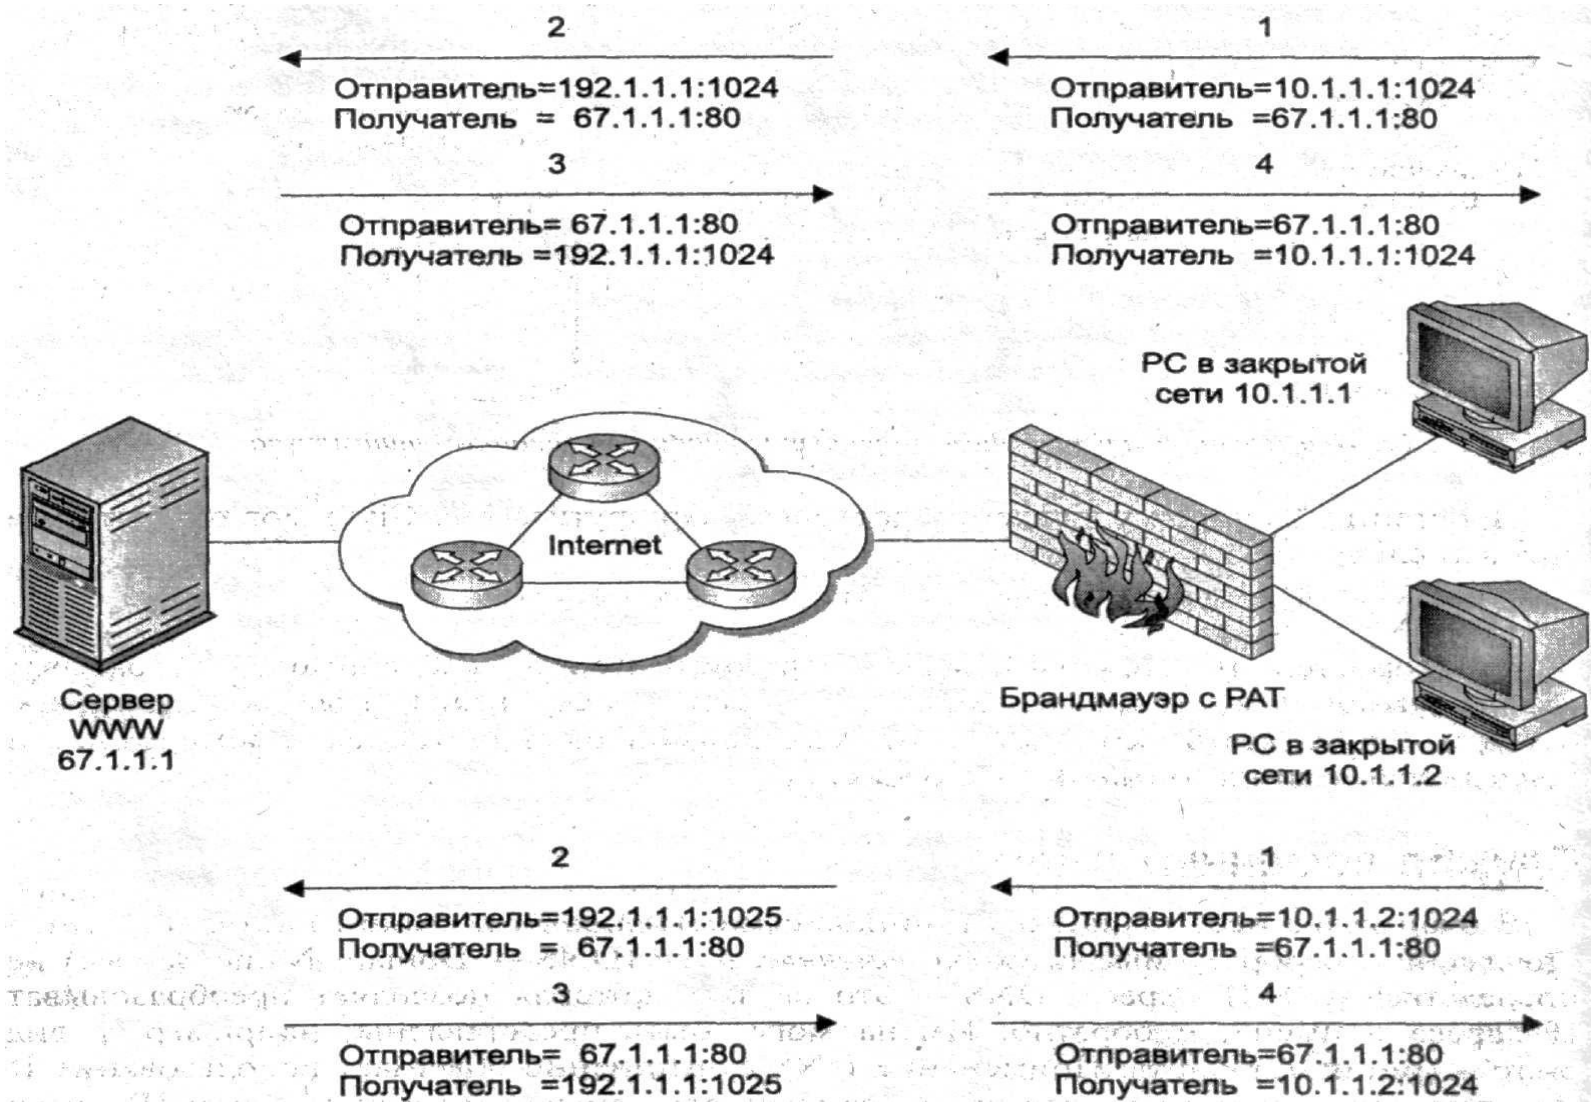 2
1
Отправитель=192.1.1.1:1024
Получатель = 67.1.1.1:80
Отправитель=10.1.1.1:1024
Получатель =67.1.1.1:80
3
4
Отправитель= 67.1.1.1:80
Получатель =192.1.1.1:1024
Отправитель=67.1.1.1:80
Получатель =10.1.1.1:1024
PC в закрытой
сети 10.1.1.1
Internet
Сервер
WWW
67.1.1.1
Брандмауэр с PAT
PC в закрытой
сети 10.1.1.2
2
1
Отправитель=192.1.1.1:1025
Получатель = 67.1.1.1:80
Отправитель=10.1.1.2:1024
Получатель =67.1.1.1:80
3
4
Отправитель= 67.1.1.1:80
Получатель =192.1.1.1:1025
Отправитель=67.1.1.1:80
Получатель =10.1.1.2:1024